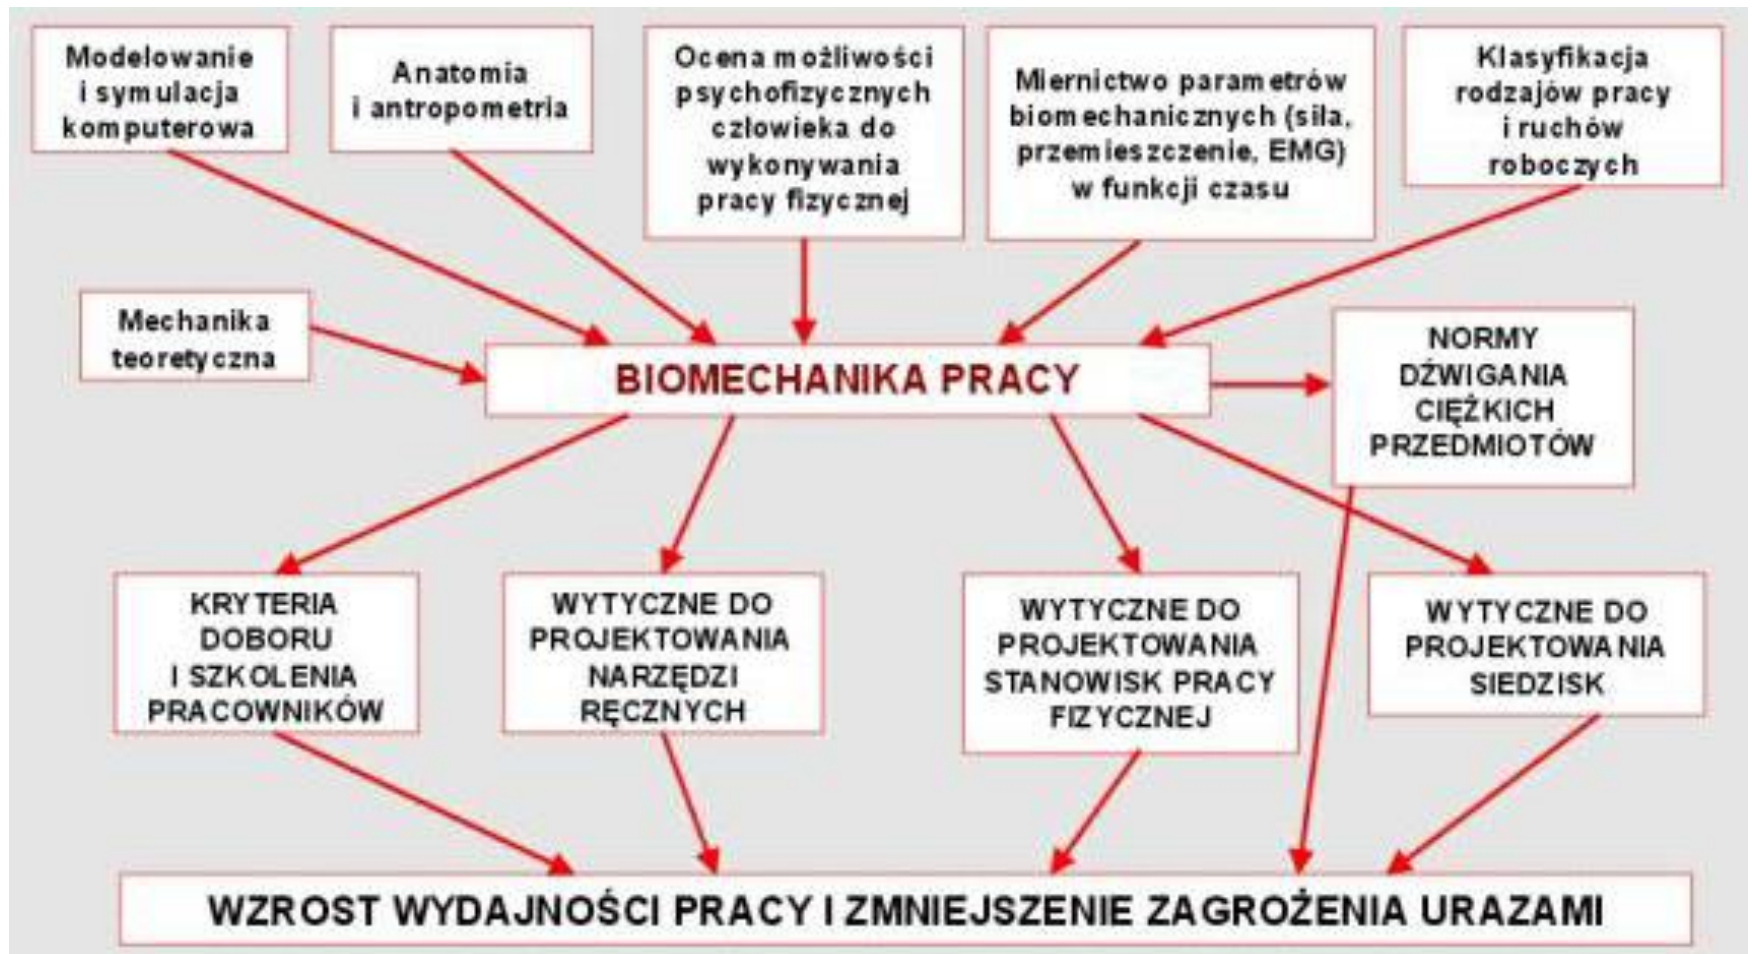 Modelowanie
i symulacja
komputerowa
Anatomia
i antropometria
Ocena możliwości
psychofizycznych
człowieka do
wykonywania
pracy fizycznej
Miernictwo parametrów
biomechanicznych (siła,
przemieszczenie, EMG)
w funkcji czasu
Klasyfikacja
rodzajów pracy
i ruchów
roboczych
Mechanika
teoretyczna
BIOMECHANIKA PRACY
NORMY
DŹWIGANIA
CIĘŻKICH
PRZEDMIOTÓW
KRYTERIA
DOBORU
I SZKOLENIA
PRACOWNIKÓW
WYTYCZNE DO
PROJEKTOWANIA
NARZĘDZI
RĘCZNYCH
WYTYCZNE DO
PROJEKTOWANIA
STANOWISK PRACY
FIZYCZNEJ
WYTYCZNE DO
PROJEKTOWANIA
SIEDZISK
WZROST WYDAJNOŚCI PRACY I ZMNIEJSZENIE ZAGROŻENIA URAZAMI